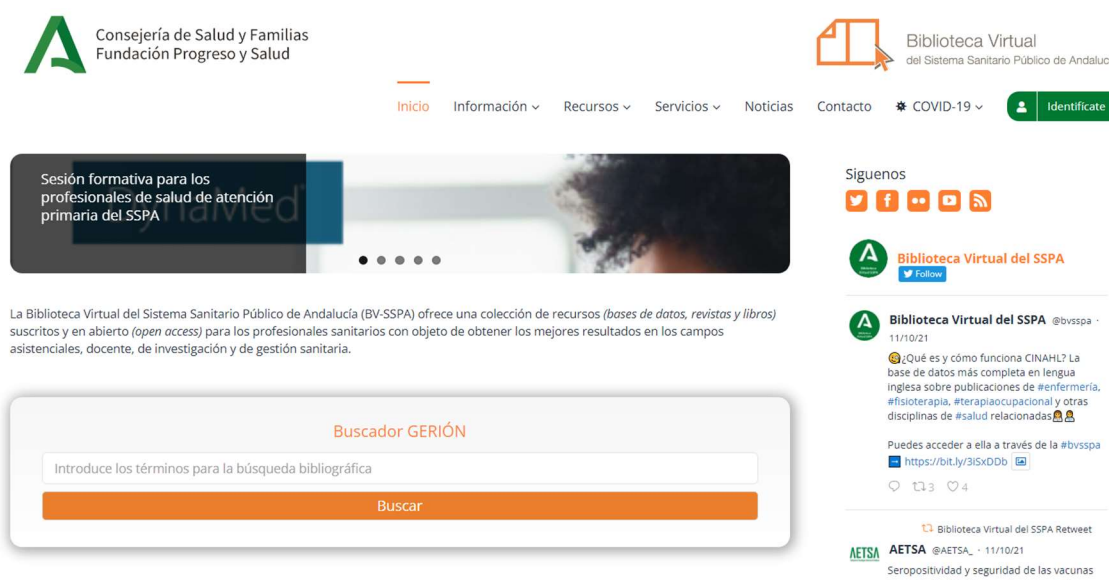 Consejería de Salud y Familias
Fundación Progreso y Salud
Biblioteca Virtual
del Sistema Sanitario Público de Andaluc
Inicio Información Recursos Servicios Noticias Contacto COVID-19 Identifícate
Sesión formativa para los
profesionales de salud de atención
primaria del SSPA
DynaMed
La Biblioteca Virtual del Sistema Sanitario Público de Andalucía (BV-SSPA) ofrece una colección de recursos (bases de datos, revistas y libros)
suscritos y en abierto (open access) para los profesionales sanitarios con objeto de obtener los mejores resultados en los campos
asistenciales, docente, de investigación y de gestión sanitaria.
Buscador GERIÓN
Introduce los términos para la búsqueda bibliográfica
Buscar
Siguenos
Biblioteca Virtual del SSPA
Follow
Biblioteca Virtual del SSPA @bvsspa ·
11/10/21
¿Qué es y cómo funciona CINAHL? La
base de datos más completa en lengua
inglesa sobre publicaciones de #enfermería,
#fisioterapia, #terapiaocupacional y otras
disciplinas de #salud relacionadas
Puedes acceder a ella a través de la #bvsspa
https://bit.ly/3iSxDDb
3 4
Biblioteca Virtual del SSPA Retweet
AETSA
AETSA @AETSA_ · 11/10/21
Seropositividad y seguridad de las vacunas